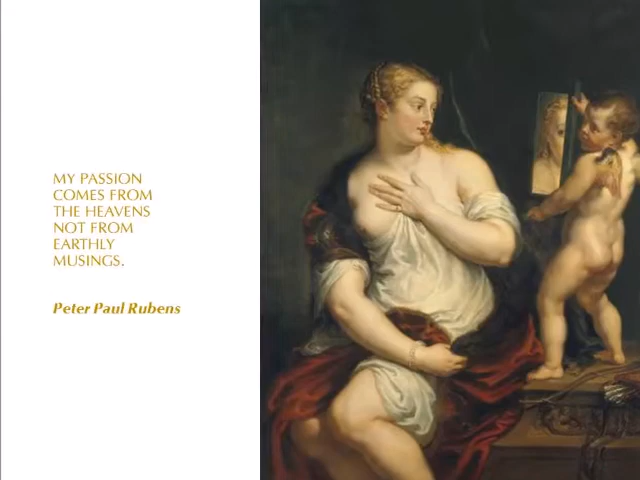 MY PASSION
COMES FROM
THE HEAVENS
NOT FROM
EARTHLY
MUSINGS.
Peter Paul Rubens